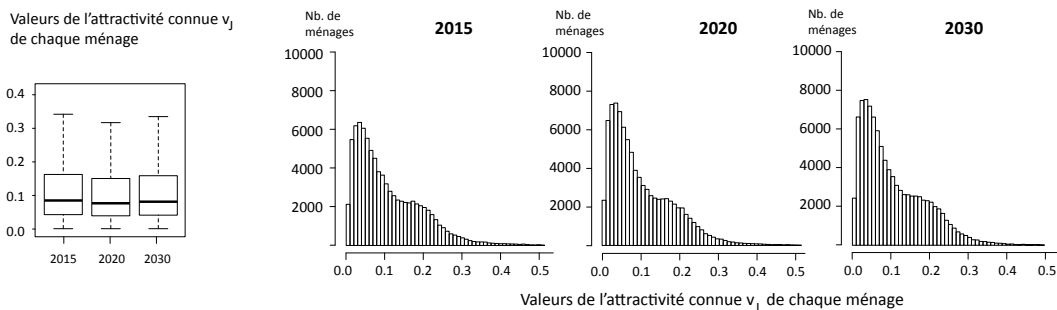 Valeurs de l'attractivité connue vJ
de chaque ménage
0.4
0.3
0.2
0.1
0.0
2015 2020 2030
Nb. de
ménages
2015
10000
8000
6000
4000
2000
0.0 0.1 0.2 0.3 0.4 0.5
Nb. de
ménages
2020
10000
8000
6000
4000
2000
0.0 0.1 0.2 0.3 0.4 0.5
Nb. de
ménages
2030
10000
8000
6000
4000
2000
0.0 0.1 0.2 0.3 0.4 0.5
Valeurs de l'attractivité connue vJ de chaque ménage